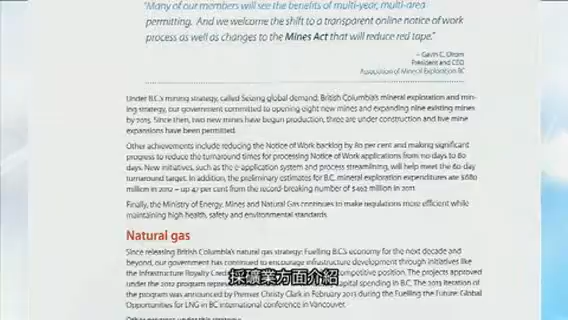 "Many of our members will see the benefits of multi-year, multi-area
permitting. And we welcome the shift to a transparent online notice of work
process as well as changes to the Mines Act that will reduce red tape."
– Gavin C. Dirom
President and CEO
Association of Mineral Exploration BC
Under B.C.'s mining strategy, called Seizing global demand: British Columbia's mineral exploration and min-
ing strategy, our government committed to opening eight new mines and expanding nine existing mines
by 2015. Since then, two new mines have begun production, three are under construction and five mine
expansions have been permitted.
Other achievements include reducing the Notice of Work backlog by 80 per cent and making significant
progress to reduce the turnaround times for processing Notice of Work applications from 110 days to 60
days. New initiatives, such as the e-application system and process streamlining, will help meet the 60-day
turnaround target. In addition, the preliminary estimates for B.C. mineral exploration expenditures are $680
million in 2012 – up 47 per cent from the record-breaking number of $462 million in 2011.
Finally, the Ministry of Energy, Mines and Natural Gas continues to make regulations more efficient while
maintaining high health, safety and environmental standards.
Natural gas
Since releasing British Columbia's natural gas strategy: Fuelling B.C.'s economy for the next decade and
beyond, our government has continued to encourage infrastructure development through initiatives like
the Infrastructure Royalty Cred competitive position. The projects approved
under the 2012 program repres capital spending in B.C. The 2013 iteration of
the program was announced by Premier Christy Clark in February 2013 during the Fuelling the Future: Global
Opportunities for LNG in BC international conference in Vancouver.
Other progress under this strategy
採礦業方面介紹